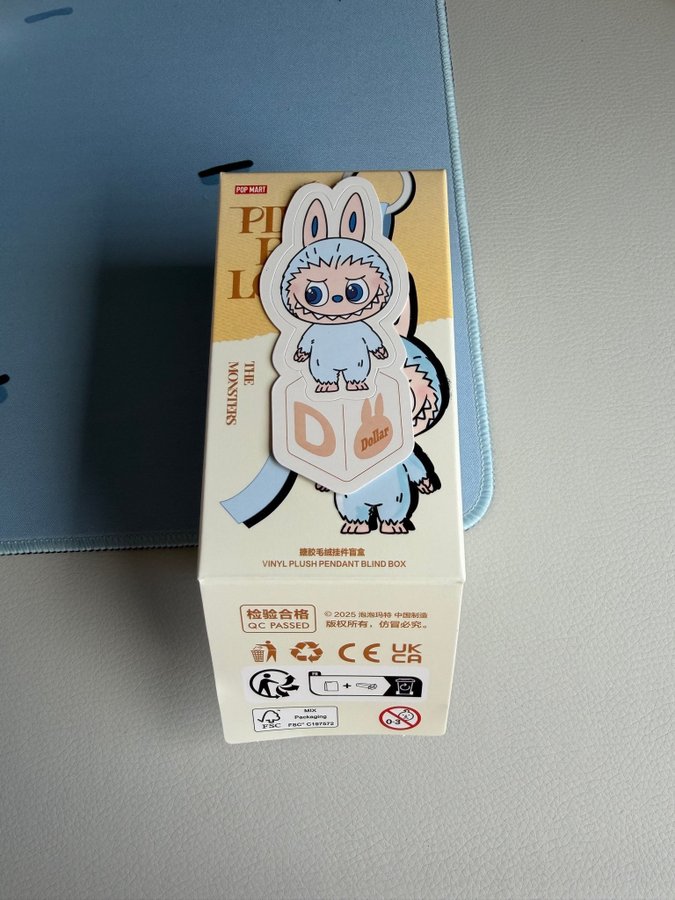 POP MART
THE
MONSTERS
D
Dollar
搪胶毛绒挂件盲盒
VINYL PLUSH PENDANT BLIND BOX
检验合格
QC PASSED
© 2025 泡泡玛特 中国制造
版权所有，仿冒必究。
CE
UK
CA
FR
+
FSC
MIX
Packaging
FSC® C197572
0-3